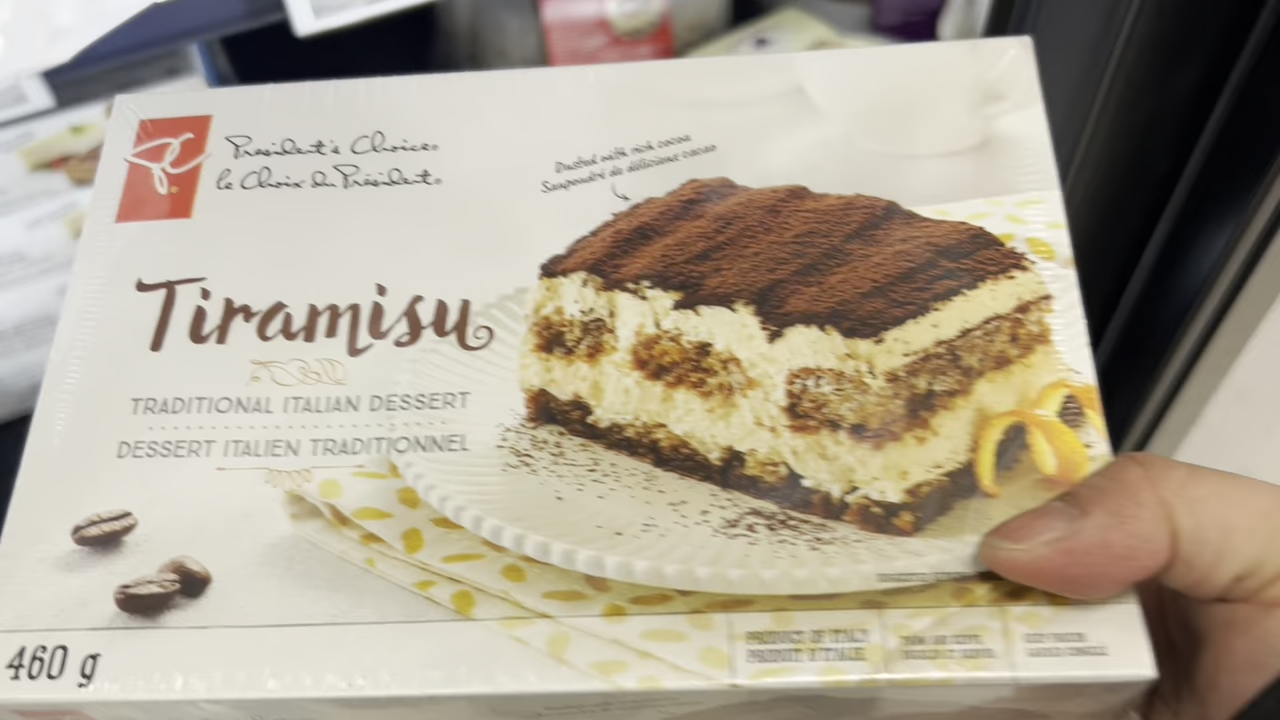 President's Choice
le Choix du Président
Dusted with rich cocoa
Saupoudré de délicieux cacao
Tiramisu
TRADITIONAL ITALIAN DESSERT
DESSERT ITALIEN TRADITIONNEL
460 g
PRODUCT OF ITALY
PRODUIT D'ITALIE